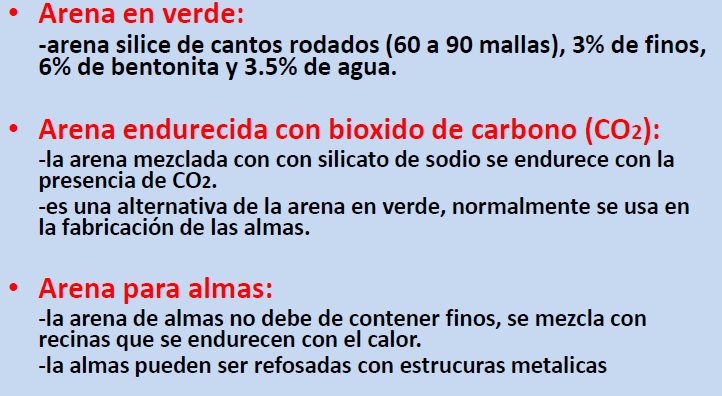 • Arena en verde:
-arena silice de cantos rodados (60 a 90 mallas), 3% de finos,
6% de bentonita y 3.5% de agua.
• Arena endurecida con bioxido de carbono (CO2):
-la arena mezclada con con silicato de sodio se endurece con la
presencia de CO2.
-es una alternativa de la arena en verde, normalmente se usa en
la fabricación de las almas.
• Arena para almas:
-la arena de almas no debe de contener finos, se mezcla con
recinas que se endurecen con el calor.
-la almas pueden ser refosadas con estrucuras metalicas